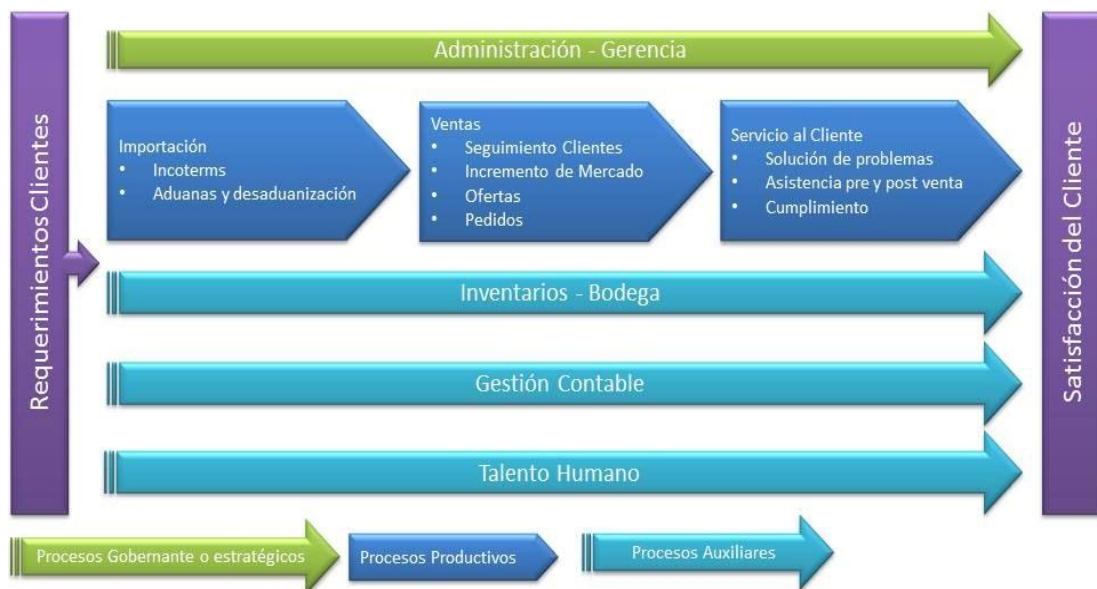 Requerimientos Clientes
Administración - Gerencia
Importación
• Incoterms
• Aduanas y desaduanización
Ventas
• Seguimiento Clientes
• Incremento de Mercado
• Ofertas
• Pedidos
Servicio al Cliente
• Solución de problemas
• Asistencia pre y post venta
• Cumplimiento
Inventarios - Bodega
Gestión Contable
Talento Humano
Satisfacción del Cliente
Procesos Gobernante o estratégicos
Procesos Productivos
Procesos Auxiliares